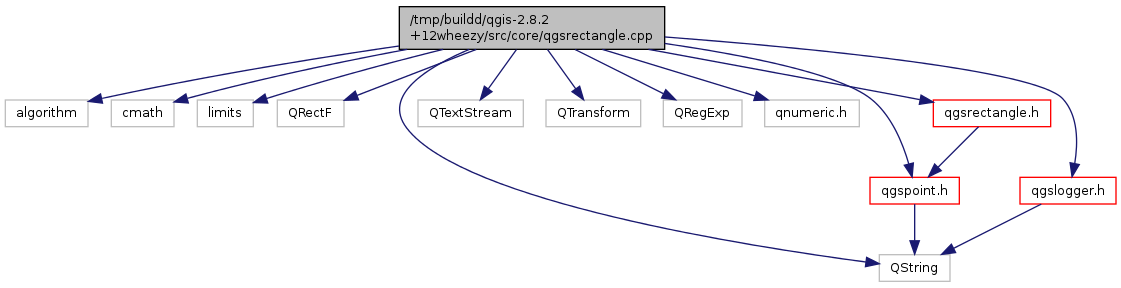 /tmp/buildd/qgis-2.8.2
+12wheezy/src/core/qgsrectangle.cpp
algorithm
cmath
limits
QRectF
QTextStream
QTransform
QRegExp
qnumeric.h
qgsrectangle.h
qgspoint.h
qgslogger.h
QString